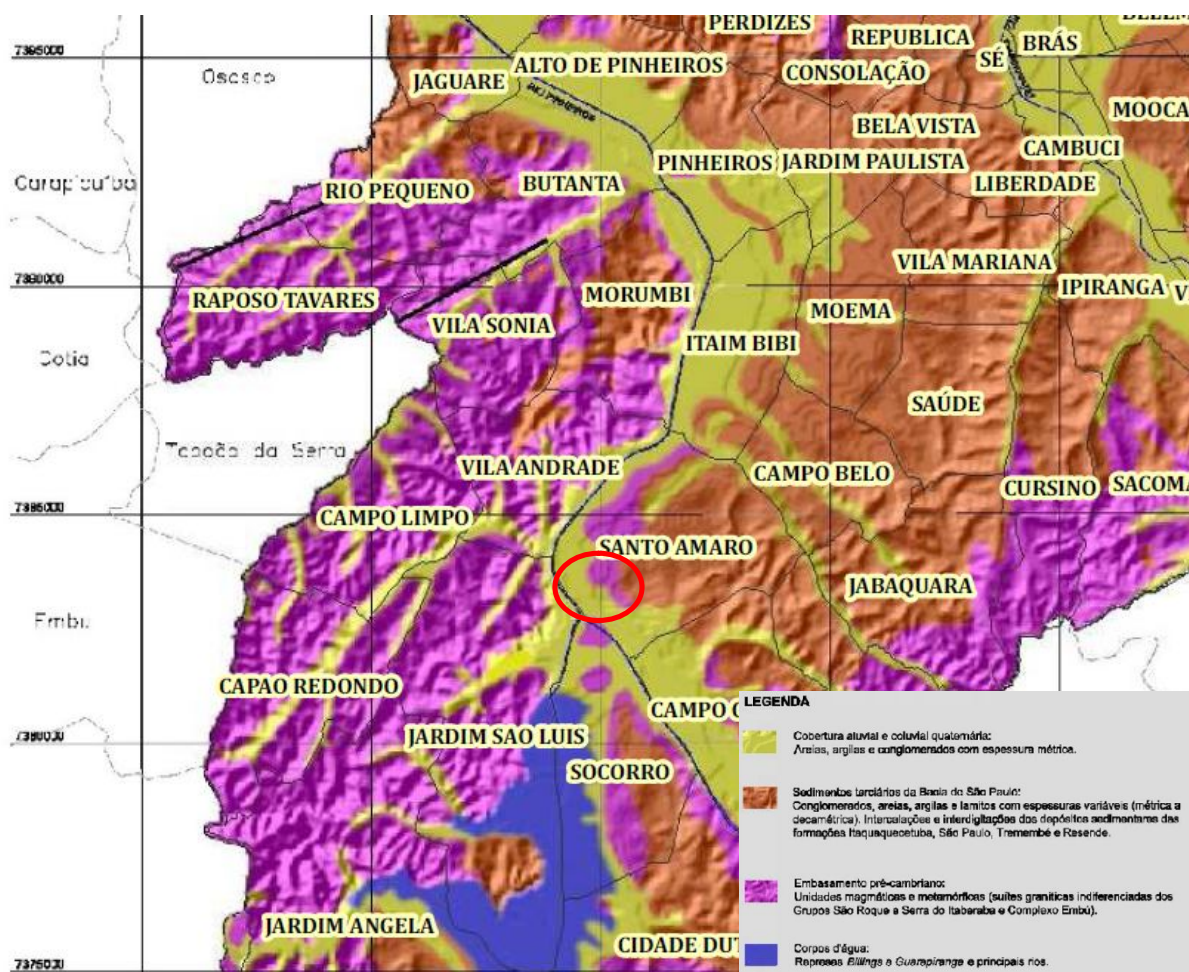 PERDIZES
REPUBLICA
BELEM
7395000
Osasco
ALTO DE PINHEIROS
CONSOLAÇÃO
SÉ
BRÁS
JAGUARE
RIO PINHEIROS
MOOCA
BELA VISTA
CAMBUCI
Carapicuíba
RIO PEQUENO
BUTANTA
PINHEIROS
JARDIM PAULISTA
LIBERDADE
VILA MARIANA
7390000
RAPOSO TAVARES
MORUMBI
IPIRANGA
V
VILA SONIA
MOEMA
Cotia
ITAIM BIBI
SAÚDE
Taboão da Serra
VILA ANDRADE
CAMPO BELO
CURSINO
SACOMA
7385000
CAMPO LIMPO
SANTO AMARO
JABAQUARA
Embu
CAPAO REDONDO
CAMPO G
7380000
JARDIM SAO LUIS
SOCORRO
JARDIM ANGELA
CIDADE DUT
7375000
LEGENDA
Cobertura aluvial e coluvial quaternária:
Areias, argilas e conglomerados com espessura métrica.
Sedimentos terciários da Bacia de São Paulo:
Conglomerados, areias, argilas e lamitos com espessuras variáveis (métrica a
decamétrica). Intercalações e interdigitações dos depósitos sedimentares das
formações Itaquaquecetuba, São Paulo, Tremembé e Resende.
Embasamento pré-cambriano:
Unidades magmáticas e metamórficas (suítes graníticas indiferenciadas dos
Grupos São Roque e Serra do Itaberaba e Complexo Embú).
Corpos d'água:
Represas Billings e Guarapiranga e principais rios.